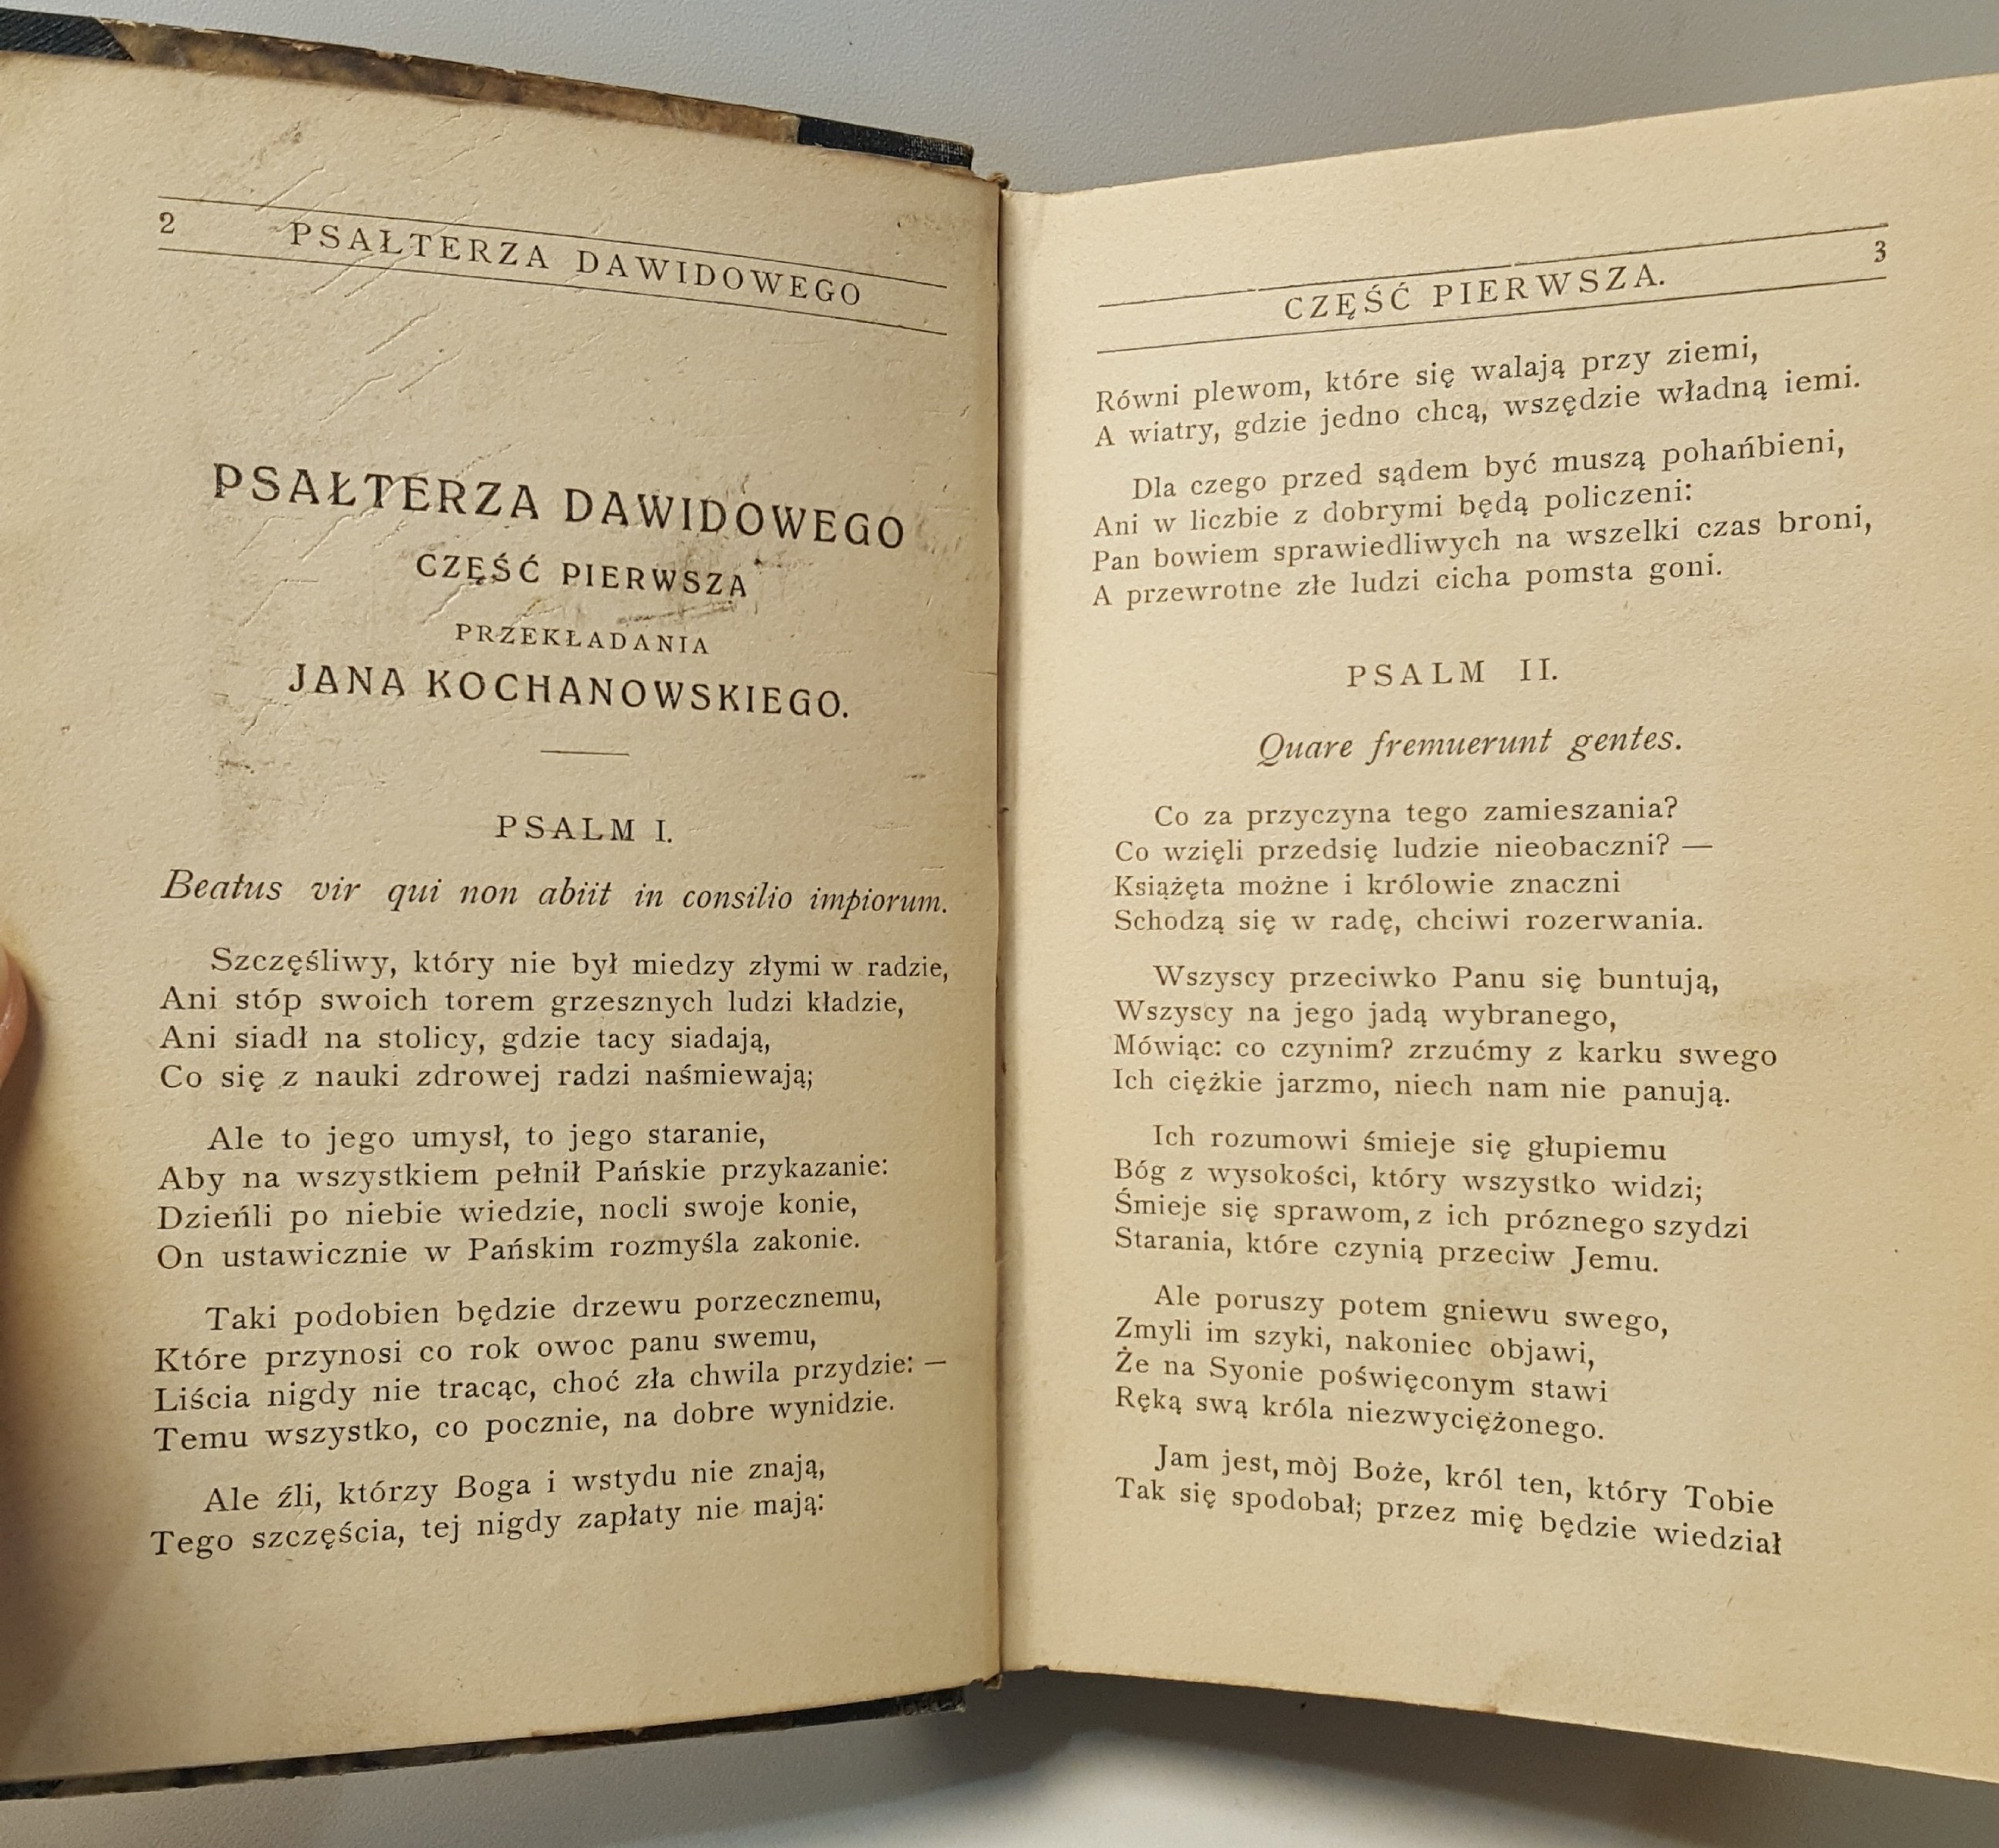 2 PSAŁTERZA DAWIDOWEGO
PSAŁTERZA DAWIDOWEGO
CZĘŚĆ PIERWSZA
PRZEKŁADANIA
JANA KOCHANOWSKIEGO.
PSALM I.
Beatus vir qui non abiit in consilio impiorum.
Szczęśliwy, który nie był miedzy złymi w radzie,
Ani stóp swoich torem grzesznych ludzi kładzie,
Ani siadł na stolicy, gdzie tacy siadają,
Co się z nauki zdrowej radzi naśmiewają;
Ale to jego umysł, to jego staranie,
Aby na wszystkiem pełnił Pańskie przykazanie:
Dzieńli po niebie wiedzie, nocli swoje konie,
On ustawicznie w Pańskim rozmyśla zakonie.
Taki podobien będzie drzewu porzecznemu,
Które przynosi co rok owoc panu swemu,
Liścia nigdy nie tracąc, choć zła chwila przydzie: —
Temu wszystko, co pocznie, na dobre wynidzie.
Ale źli, którzy Boga i wstydu nie znają,
Tego szczęścia, tej nigdy zapłaty nie mają:
CZĘŚĆ PIERWSZA. 3
Równi plewom, które się walają przy ziemi,
A wiatry, gdzie jedno chcą, wszędzie władną iemi.
Dla czego przed sądem być muszą pohańbieni,
Ani w liczbie z dobrymi będą policzeni:
Pan bowiem sprawiedliwych na wszelki czas broni,
A przewrotne złe ludzi cicha pomsta goni.
PSALM II.
Quare fremuerunt gentes.
Co za przyczyna tego zamieszania?
Co wzięli przedsię ludzie nieobaczni? —
Książęta możne i królowie znaczni
Schodzą się w radę, chciwi rozerwania.
Wszyscy przeciwko Panu się buntują,
Wszyscy na jego jadą wybranego,
Mówiąc: co czynim? zrzućmy z karku swego
Ich ciężkie jarzmo, niech nam nie panują.
Ich rozumowi śmieje się głupiemu
Bóg z wysokości, który wszystko widzi;
Śmieje się sprawom, z ich próznego szydzi
Starania, które czynią przeciw Jemu.
Ale poruszy potem gniewu swego,
Zmyli im szyki, nakoniec objawi,
Że na Syonie poświęconym stawi
Ręką swą króla niezwyciężonego.
Jam jest, mòj Boże, król ten, który Tobie
Tak się spodobał; przez mię będzie wiedział